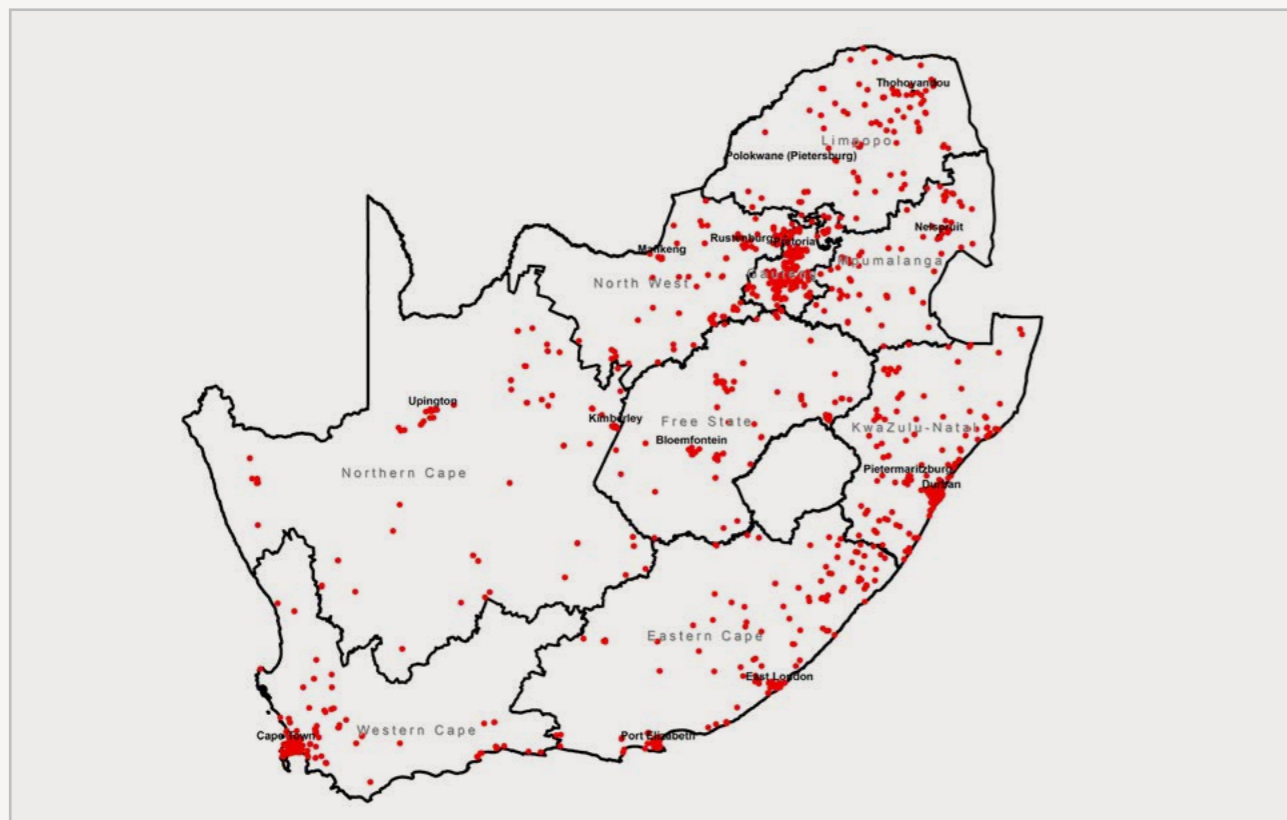 Thohoyandou
Limpopo
Polokwane (Pietersburg)
Nelspruit
Rustenburg
Pretoria
Mafikeng
Mpumalanga
Gauteng
North West
Upington
Kimberley
Free State
KwaZulu-Natal
Bloemfontein
Northern Cape
Pietermaritzburg
Durban
Eastern Cape
East London
Western Cape
Cape Town
Port Elizabeth